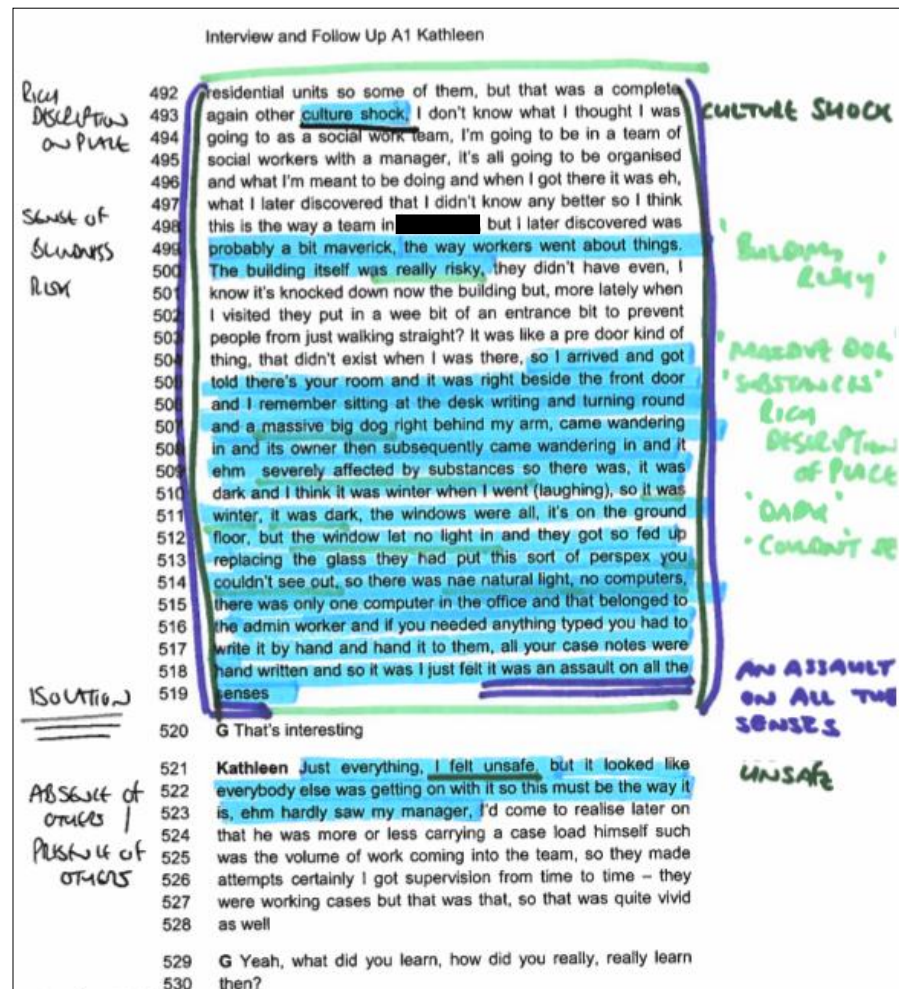 Interview and Follow Up A1 Kathleen
RICH
DESCRIPTION
ON PLACE
SENSE OF
RISK
ISOLATION
ABSENCE OF
OTHERS /
PRESENCE OF
OTHERS
492 residential units so some of them, but that was a complete
493 again other culture shock, I don't know what I thought I was
494 going to as a social work team, I'm going to be in a team of
495 social workers with a manager, it's all going to be organised
496 and what I'm meant to be doing and when I got there it was eh,
497 what I later discovered that I didn't know any better so I think
498 this is the way a team in but I later discovered was
499 probably a bit maverick, the way workers went about things.
500 The building itself was really risky, they didn't have even, I
501 know it's knocked down now the building but, more lately when
502 I visited they put in a wee bit of an entrance bit to prevent
503 people from just walking straight? It was like a pre door kind of
504 thing, that didn't exist when I was there, so I arrived and got
505 told there's your room and it was right beside the front door
506 and I remember sitting at the desk writing and turning round
507 and a massive big dog right behind my arm, came wandering
508 in and its owner then subsequently came wandering in and it
509 ehm severely affected by substances so there was, it was
510 dark and I think it was winter when I went (laughing), so it was
511 winter, it was dark, the windows were all, it's on the ground
512 floor, but the window let no light in and they got so fed up
513 replacing the glass they had put this sort of perspex you
514 couldn't see out, so there was nae natural light, no computers,
515 there was only one computer in the office and that belonged to
516 the admin worker and if you needed anything typed you had to
517 write it by hand and hand it to them, all your case notes were
518 hand written and so it was I just felt it was an assault on all the
519 senses
520 G That's interesting
521 Kathleen Just everything, I felt unsafe, but it looked like
522 everybody else was getting on with it so this must be the way it
523 is, ehm hardly saw my manager, I'd come to realise later on
524 that he was more or less carrying a case load himself such
525 was the volume of work coming into the team, so they made
526 attempts certainly I got supervision from time to time – they
527 were working cases but that was that, so that was quite vivid
528 as well
529 G Yeah, what did you learn, how did you really, really learn
530 then?
CULTURE SHOCK
'BUILDING
RISKY'
'MASSIVE DOG'
'SUBSTANCES'
RICH
DESCRIPTION
OF PLACE
'DARK'
'COULDN'T SE
AN ASSAULT
ON ALL THE
SENSES
UNSAFE